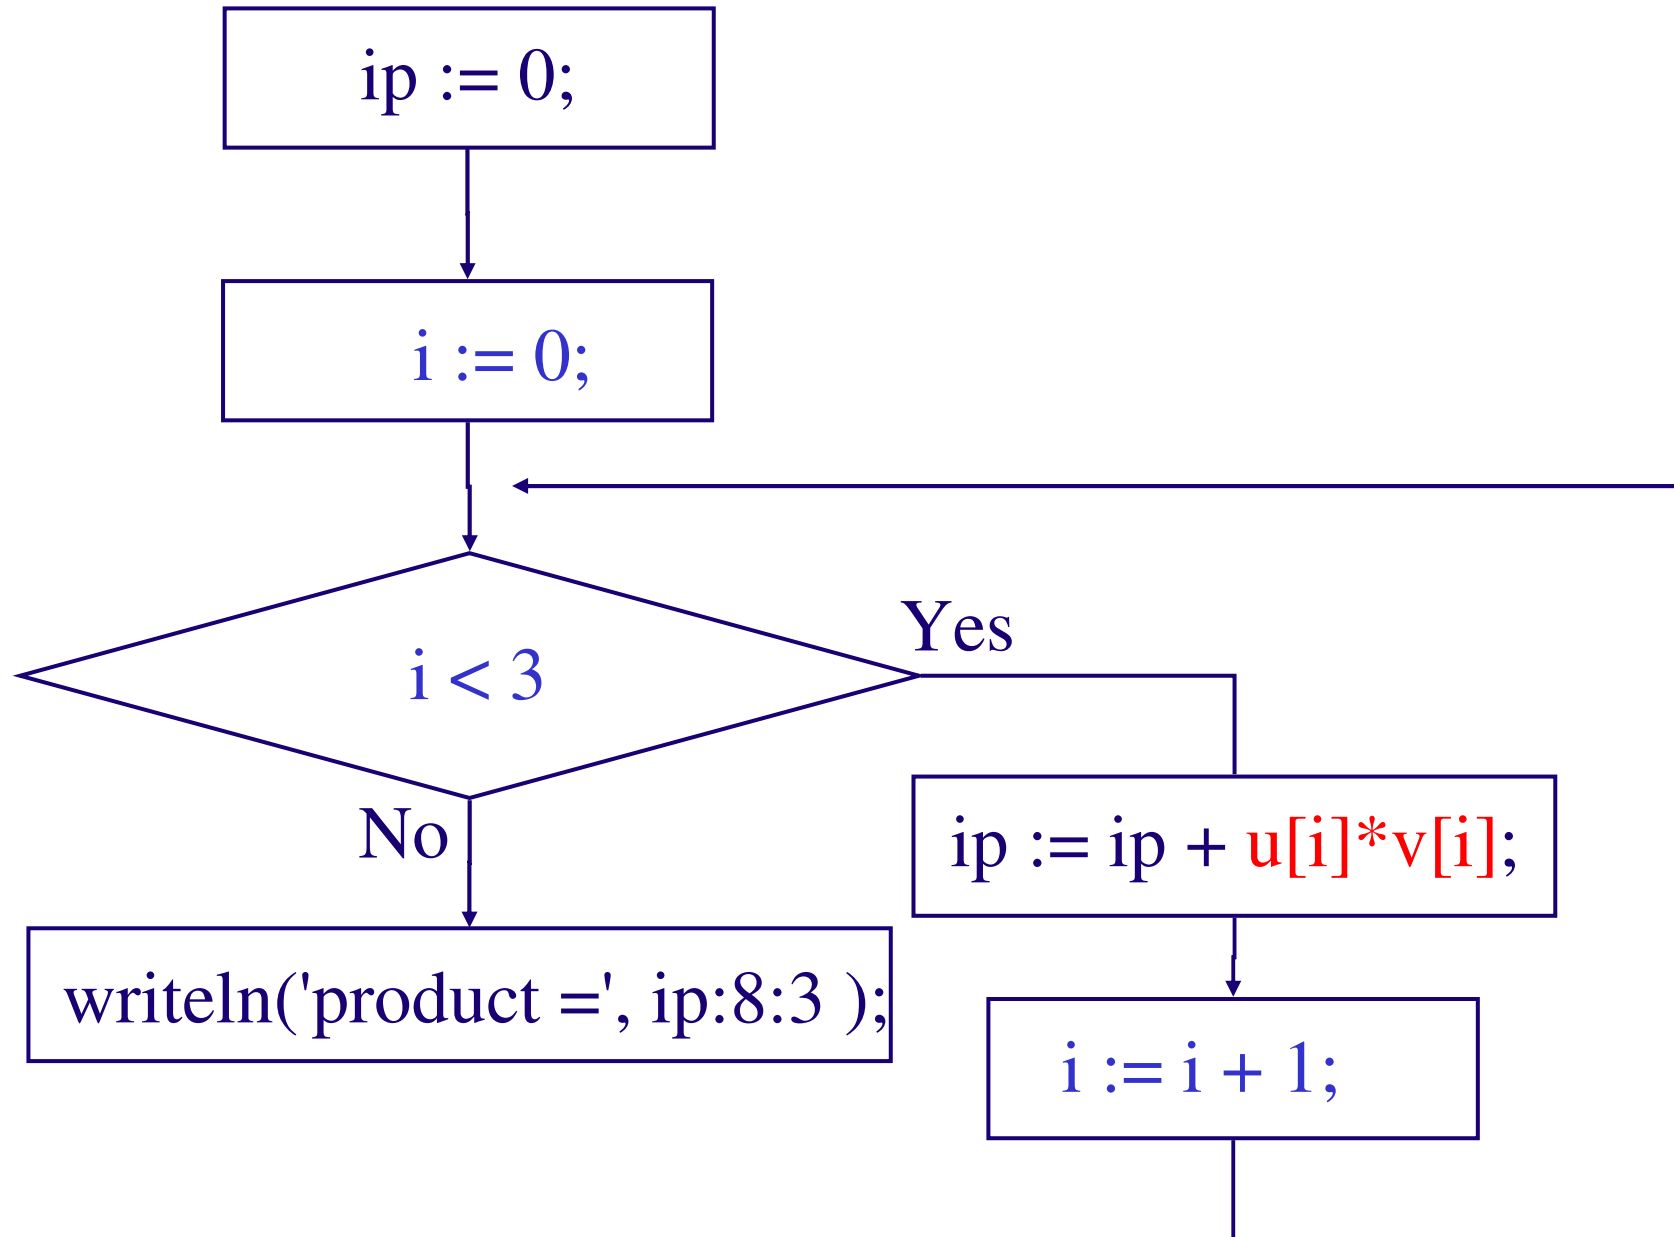 ip := 0;
i := 0;
i < 3
Yes
No
ip := ip + u[i]*v[i];
writeln('product =', ip:8:3 );
i := i + 1;